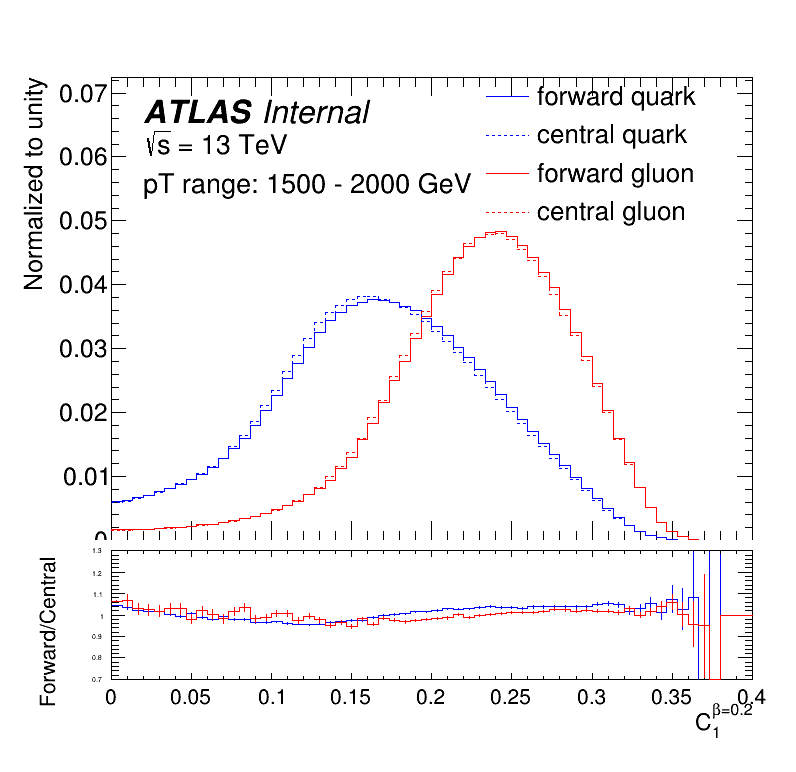 Normalized to unity
0.07
0.06
0.05
0.04
0.03
0.02
0.01
0
ATLAS Internal
√s = 13 TeV
pT range: 1500 - 2000 GeV
forward quark
central quark
forward gluon
central gluon
Forward/Central
1.3
1.2
1.1
1
0.9
0.8
0.7
0 0.05 0.1 0.15 0.2 0.25 0.3 0.35 0.4
C₁^β=0.2